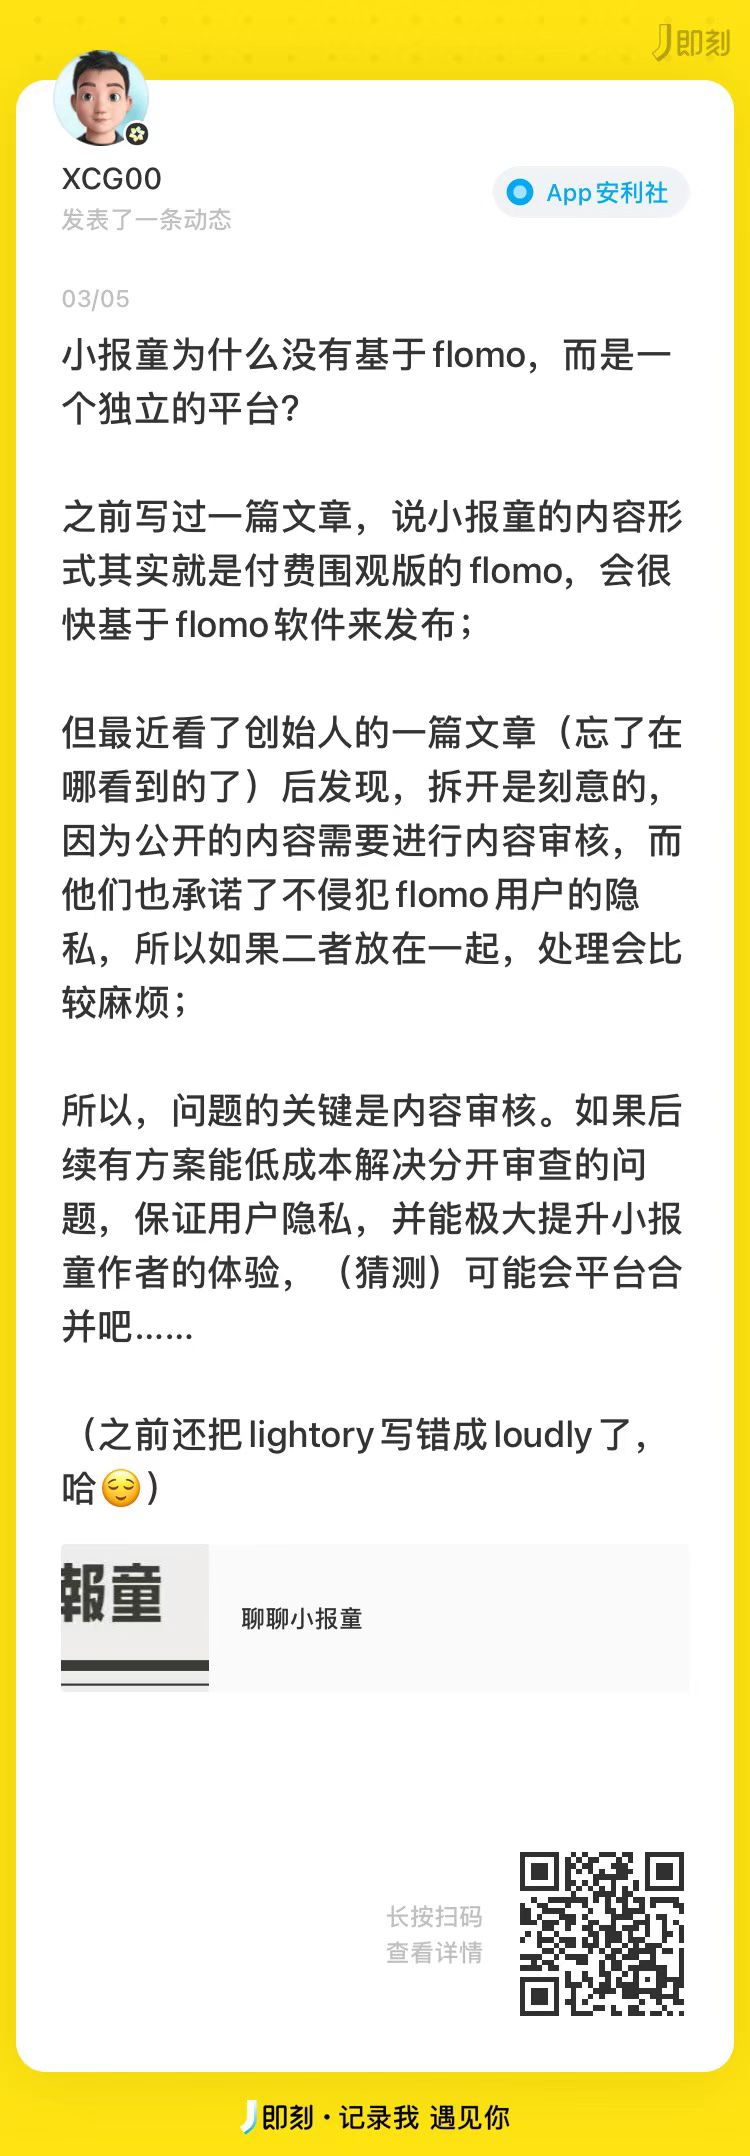 即刻
XCG00
发表了一条动态
App安利社
03/05
小报童为什么没有基于flomo，而是一
个独立的平台？
之前写过一篇文章，说小报童的内容形
式其实就是付费围观版的flomo，会很
快基于flomo软件来发布；
但最近看了创始人的一篇文章（忘了在
哪看到的了）后发现，拆开是刻意的，
因为公开的内容需要进行内容审核，而
他们也承诺了不侵犯flomo用户的隐
私，所以如果二者放在一起，处理会比
较麻烦；
所以，问题的关键是内容审核。如果后
续有方案能低成本解决分开审查的问
题，保证用户隐私，并能极大提升小报
童作者的体验，（猜测）可能会平台合
并吧……
（之前还把lightory写错成loudly了，
哈😌）
報童
聊聊小报童
长按扫码
查看详情
即刻·记录我 遇见你